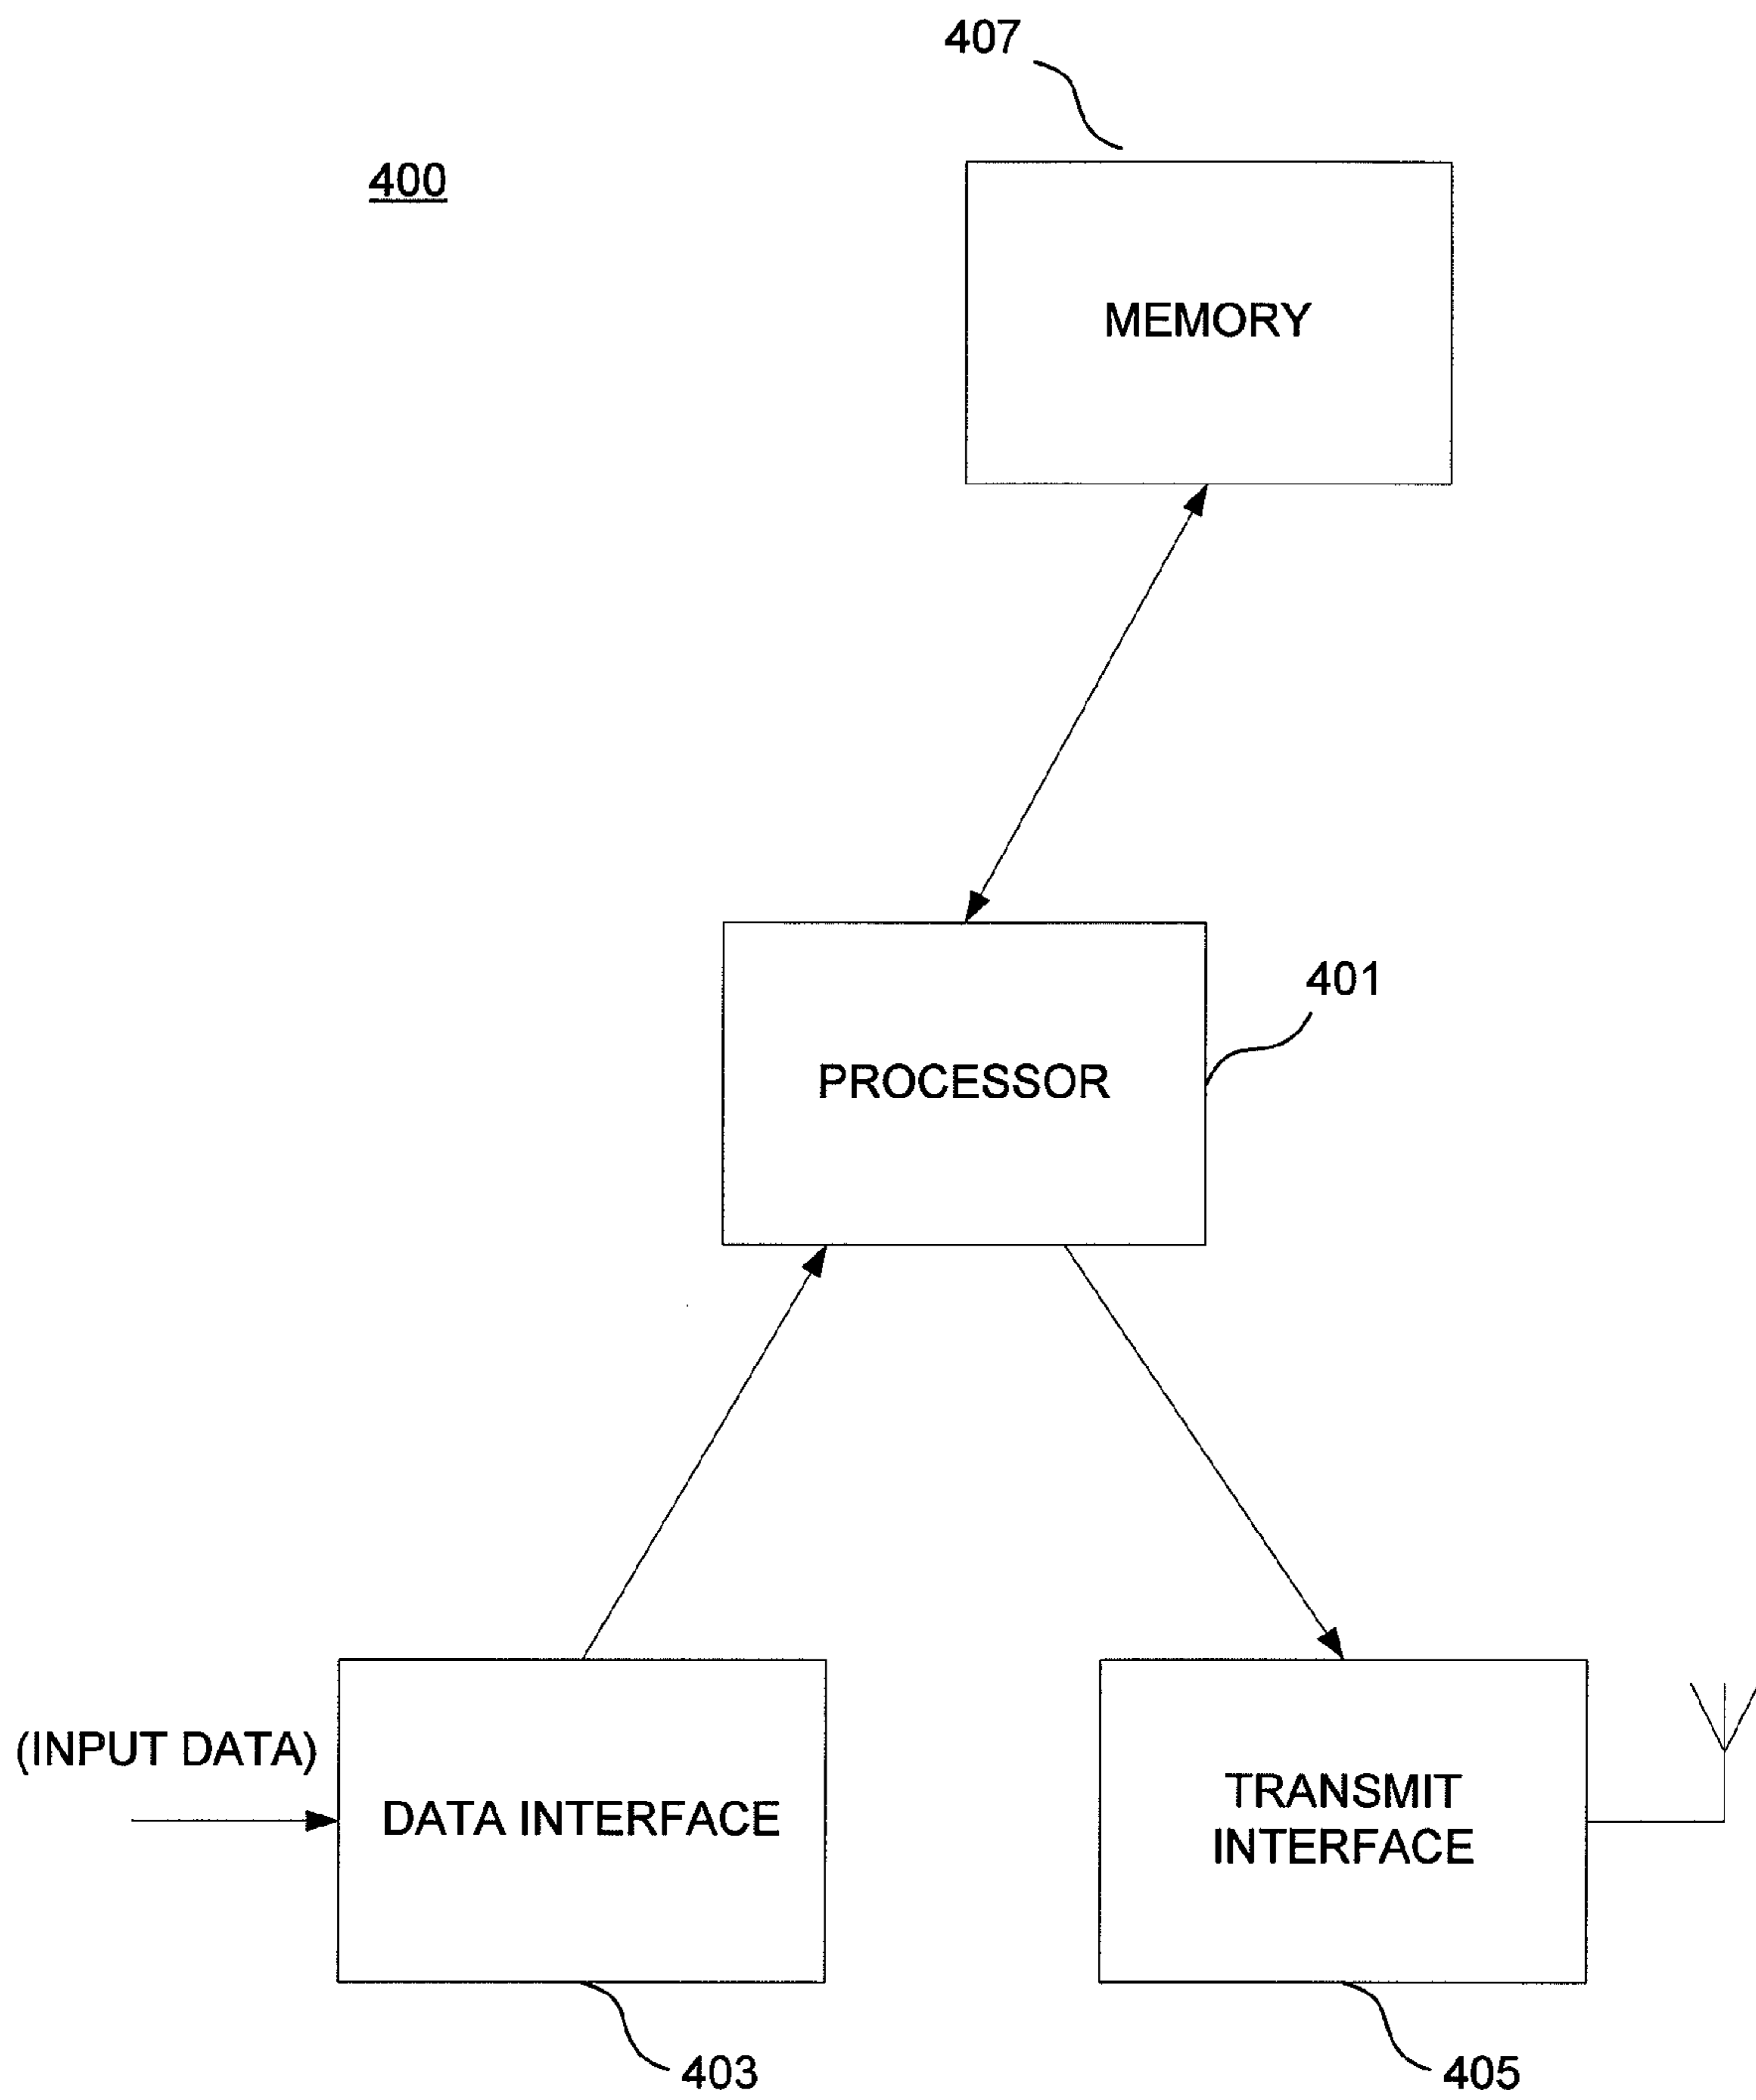 407
400
MEMORY
401
PROCESSOR
(INPUT DATA)
DATA INTERFACE
TRANSMIT
INTERFACE
403
405